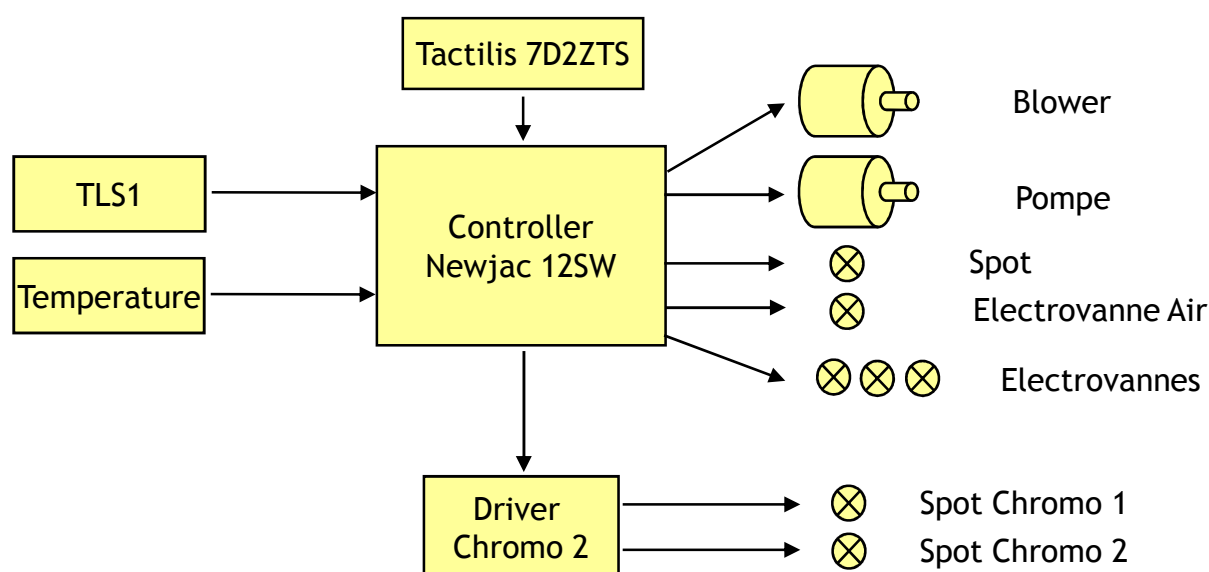 Tactilis 7D2ZTS
Blower
TLS1
Pompe
Controller
Newjac 12SW
Spot
Temperature
Electrovanne Air
Electrovannes
Driver
Chromo 2
Spot Chromo 1
Spot Chromo 2